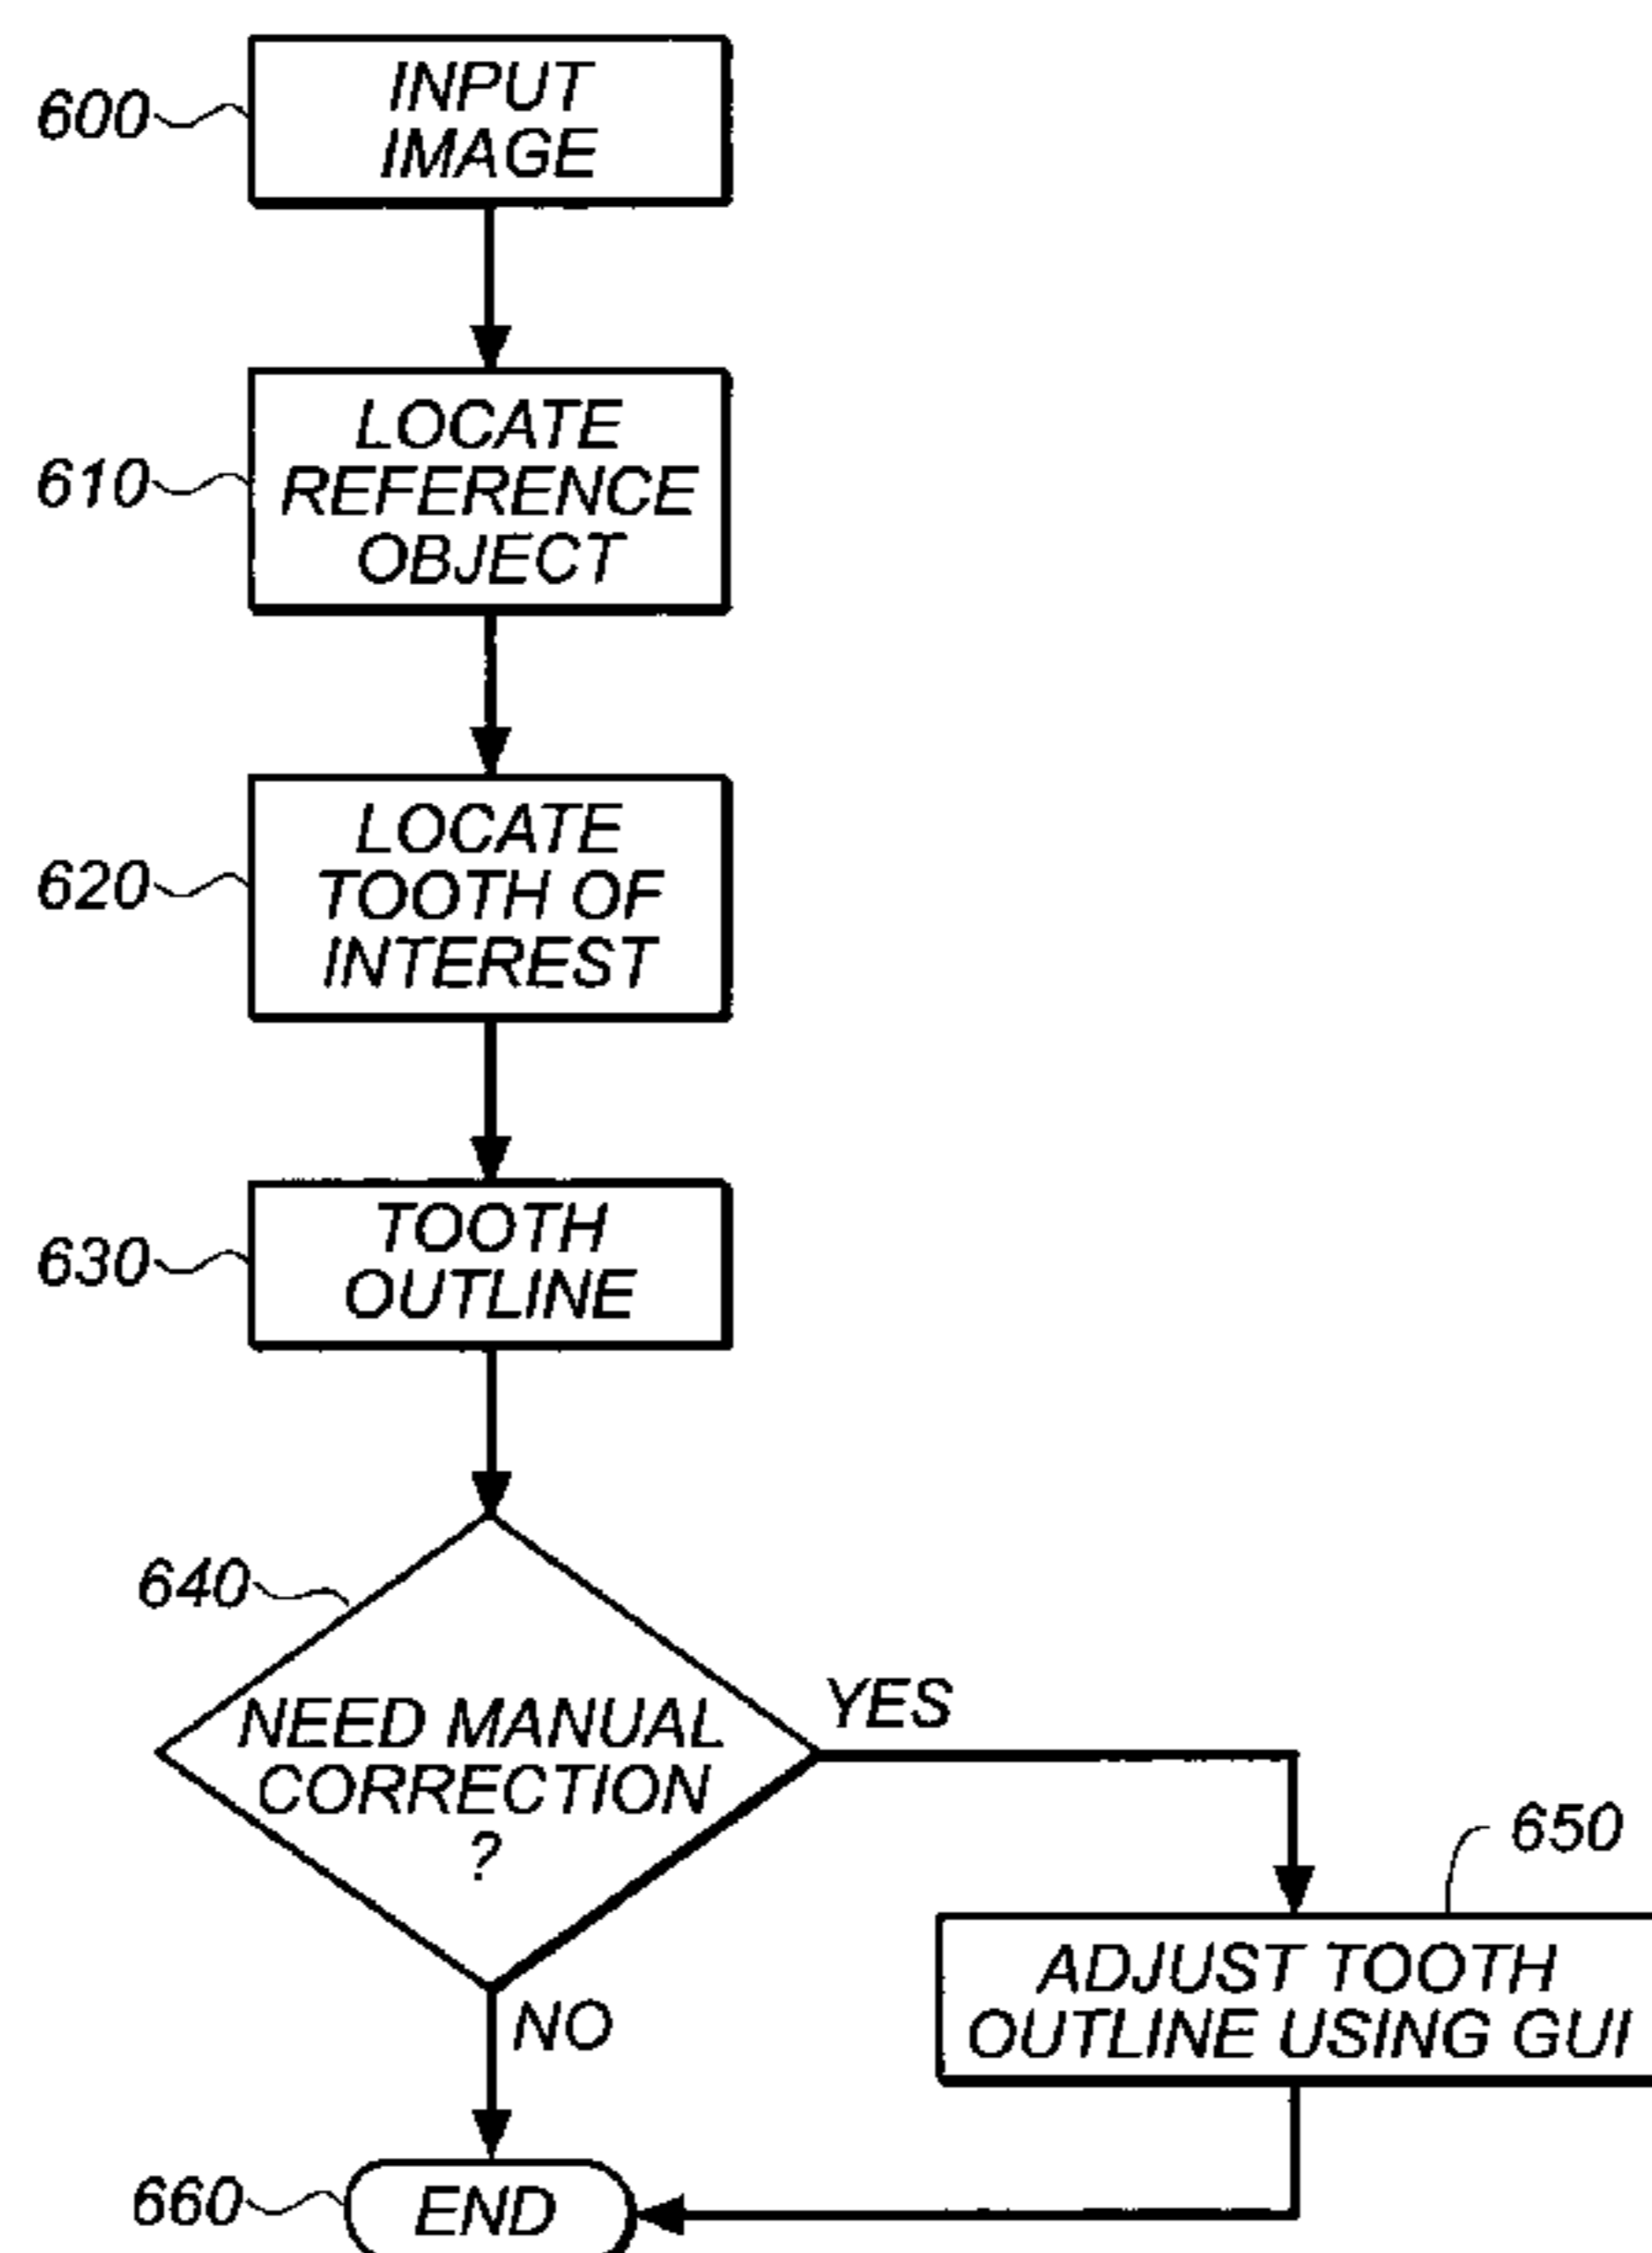 600
INPUT
IMAGE
610
LOCATE
REFERENCE
OBJECT
620
LOCATE
TOOTH OF
INTEREST
630
TOOTH
OUTLINE
640
NEED MANUAL
CORRECTION
?
YES
NO
650
ADJUST TOOTH
OUTLINE USING GUI
660
END